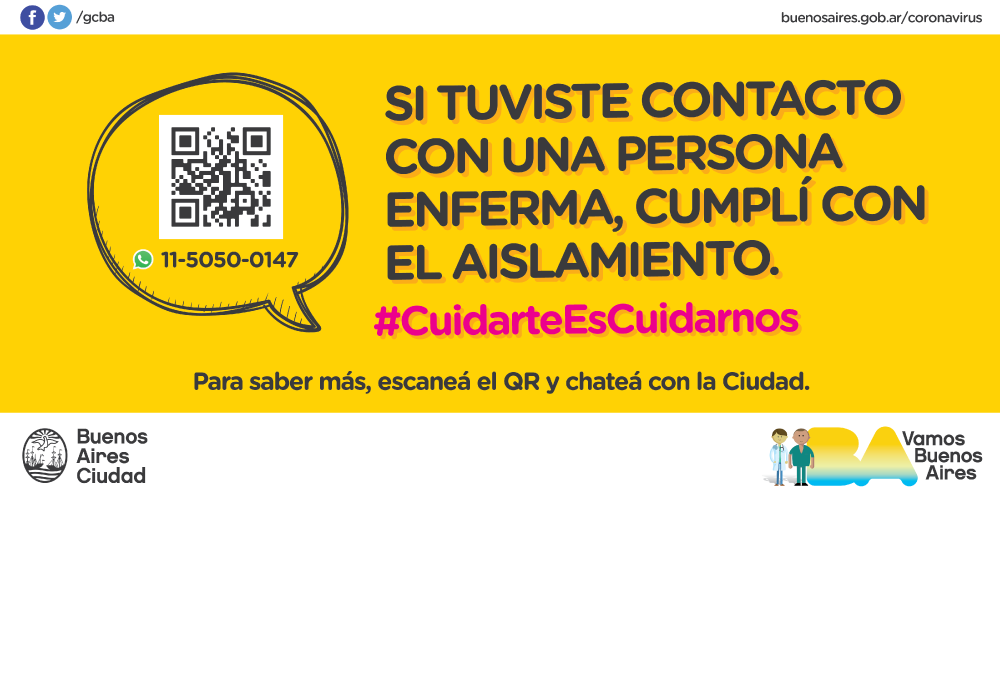 /gcba
buenosaires.gob.ar/coronavirus
SI TUVISTE CONTACTO
CON UNA PERSONA
ENFERMA, CUMPLÍ CON
EL AISLAMIENTO.
11-5050-0147
#CuidarteEsCuidarnos
Para saber más, escaneá el QR y chateá con la Ciudad.
Buenos
Aires
Ciudad
BA
Vamos
Buenos
Aires